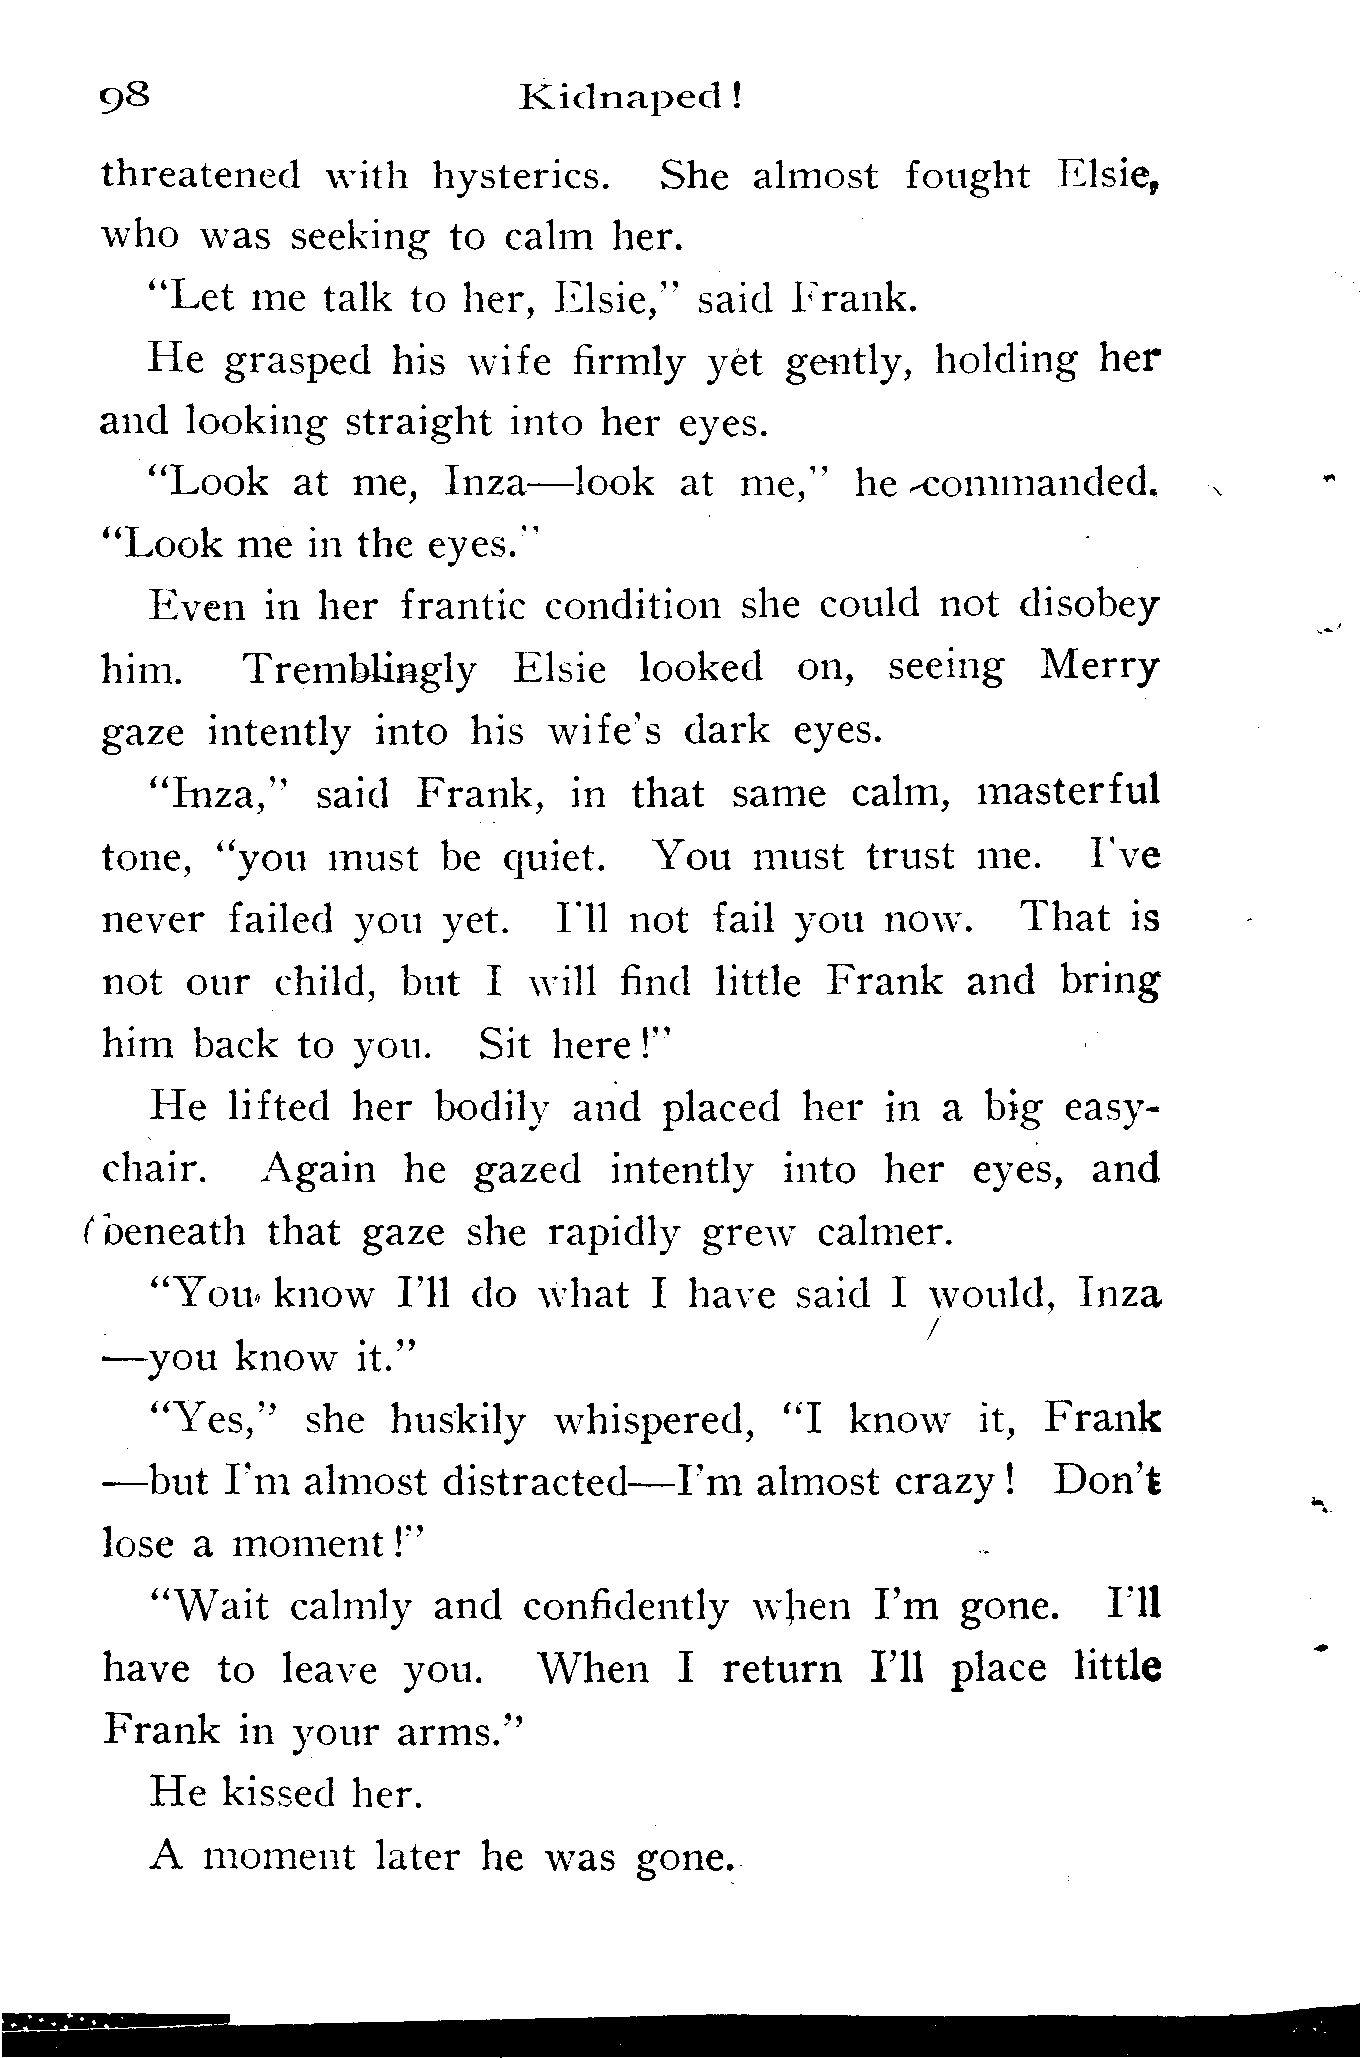 98 Kidnaped!
threatened with hysterics. She almost fought Elsie,
who was seeking to calm her.
"Let me talk to her, Elsie," said Frank.
He grasped his wife firmly yet gently, holding her
and looking straight into her eyes.
"Look at me, Inza—look at me," he commanded.
"Look me in the eyes."
Even in her frantic condition she could not disobey
him. Tremblingly Elsie looked on, seeing Merry
gaze intently into his wife's dark eyes.
"Inza," said Frank, in that same calm, masterful
tone, "you must be quiet. You must trust me. I've
never failed you yet. I'll not fail you now. That is
not our child, but I will find little Frank and bring
him back to you. Sit here!"
He lifted her bodily and placed her in a big easy-
chair. Again he gazed intently into her eyes, and
beneath that gaze she rapidly grew calmer.
"You know I'll do what I have said I would, Inza
—you know it."
"Yes," she huskily whispered, "I know it, Frank
—but I'm almost distracted—I'm almost crazy! Don't
lose a moment!"
"Wait calmly and confidently when I'm gone. I'll
have to leave you. When I return I'll place little
Frank in your arms."
He kissed her.
A moment later he was gone.